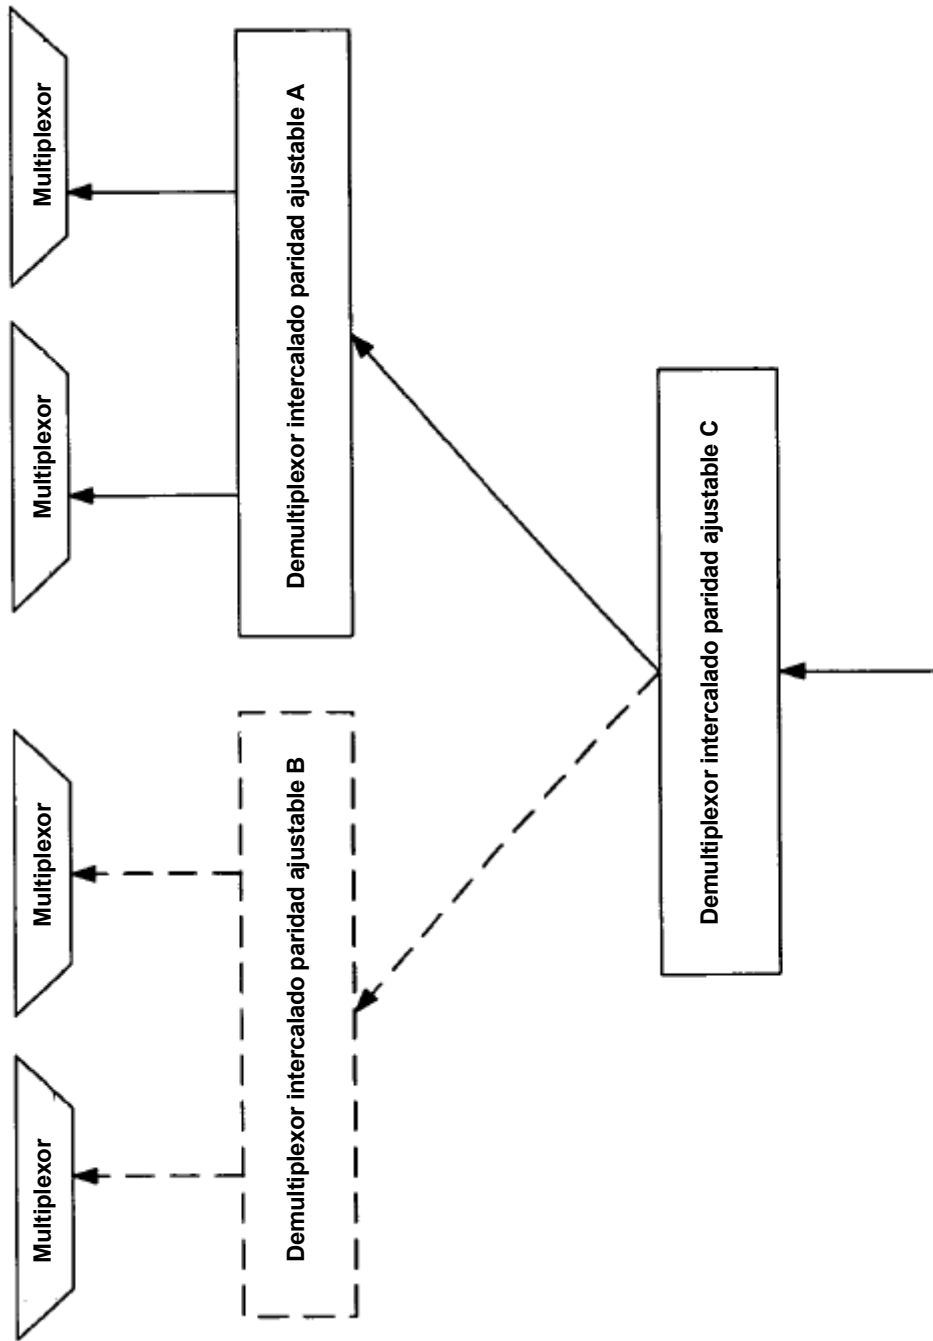 Multiplexor
Multiplexor
Multiplexor
Multiplexor
Demultiplexor intercalado paridad ajustable B
Demultiplexor intercalado paridad ajustable A
Demultiplexor intercalado paridad ajustable C